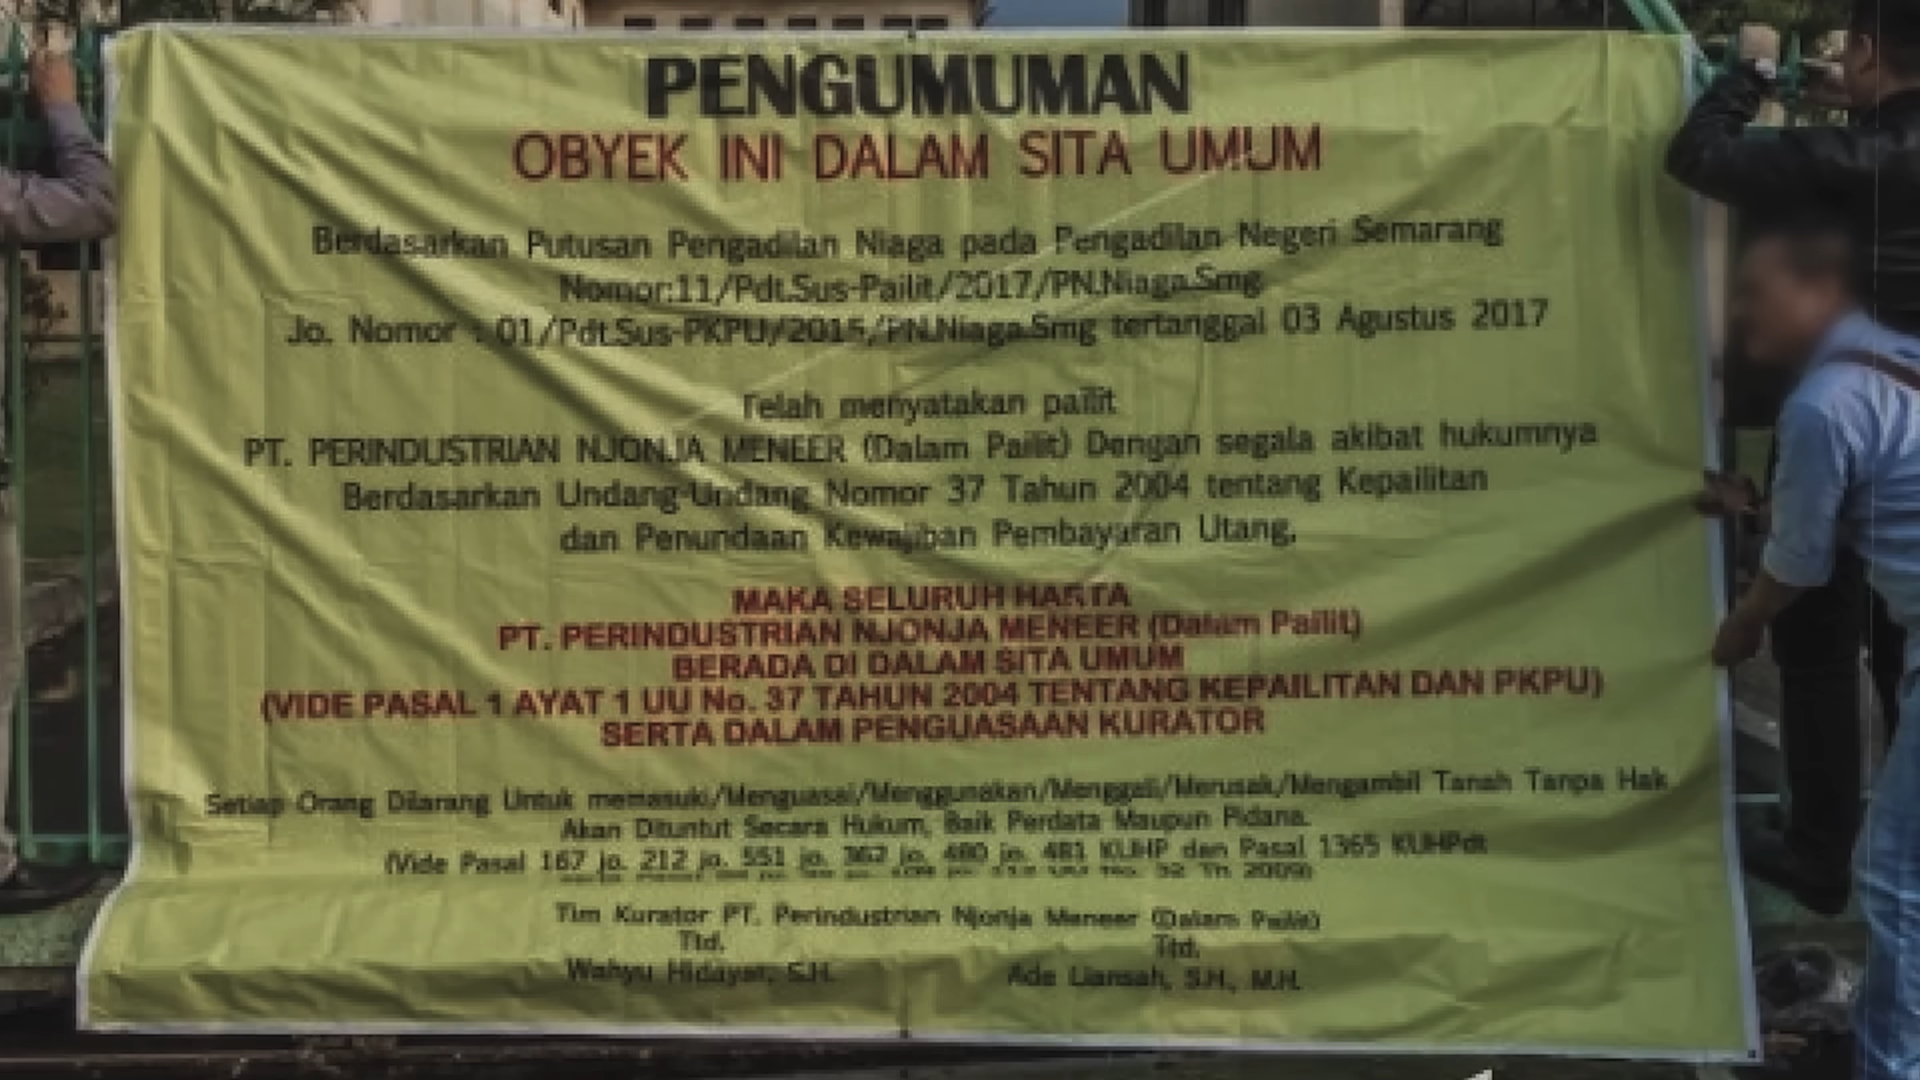 PENGUMUMAN
OBYEK INI DALAM SITA UMUM
Berdasarkan Putusan Pengadilan Niaga pada Pengadilan Negeri Semarang
Nomor:11/Pdt.Sus-Pailit/2017/PN.Niaga.Smg
Jo. Nomor : 01/Pdt.Sus-PKPU/2015/PN.Niaga.Smg tertanggal 03 Agustus 2017
Telah menyatakan pailit
PT. PERINDUSTRIAN NJONJA MENEER (Dalam Pailit) Dengan segala akibat hukumnya
Berdasarkan Undang-Undang Nomor 37 Tahun 2004 tentang Kepailitan
dan Penundaan Kewajiban Pembayaran Utang,
MAKA SELURUH HARTA
PT. PERINDUSTRIAN NJONJA MENEER (Dalam Pailit)
BERADA DI DALAM SITA UMUM
(VIDE PASAL 1 AYAT 1 UU No. 37 TAHUN 2004 TENTANG KEPAILITAN DAN PKPU)
SERTA DALAM PENGUASAAN KURATOR
Setiap Orang Dilarang Untuk memasuki/Menguasai/Menggunakan/Menggali/Merusak/Mengambil Tanah Tanpa Hak
Akan Dituntut Secara Hukum, Baik Perdata Maupun Pidana.
(Vide Pasal 167 jo. 212 jo. 551 jo. 362 jo. 480 jo. 481 KUHP dan Pasal 1365 KUHPdt
2009)
Tim Kurator PT. Perindustrian Njonja Meneer (Dalam Pailit)
Ttd. Ttd.
Wahyu Hidayat, S.H. Ade Liansah, S.H., M.H.